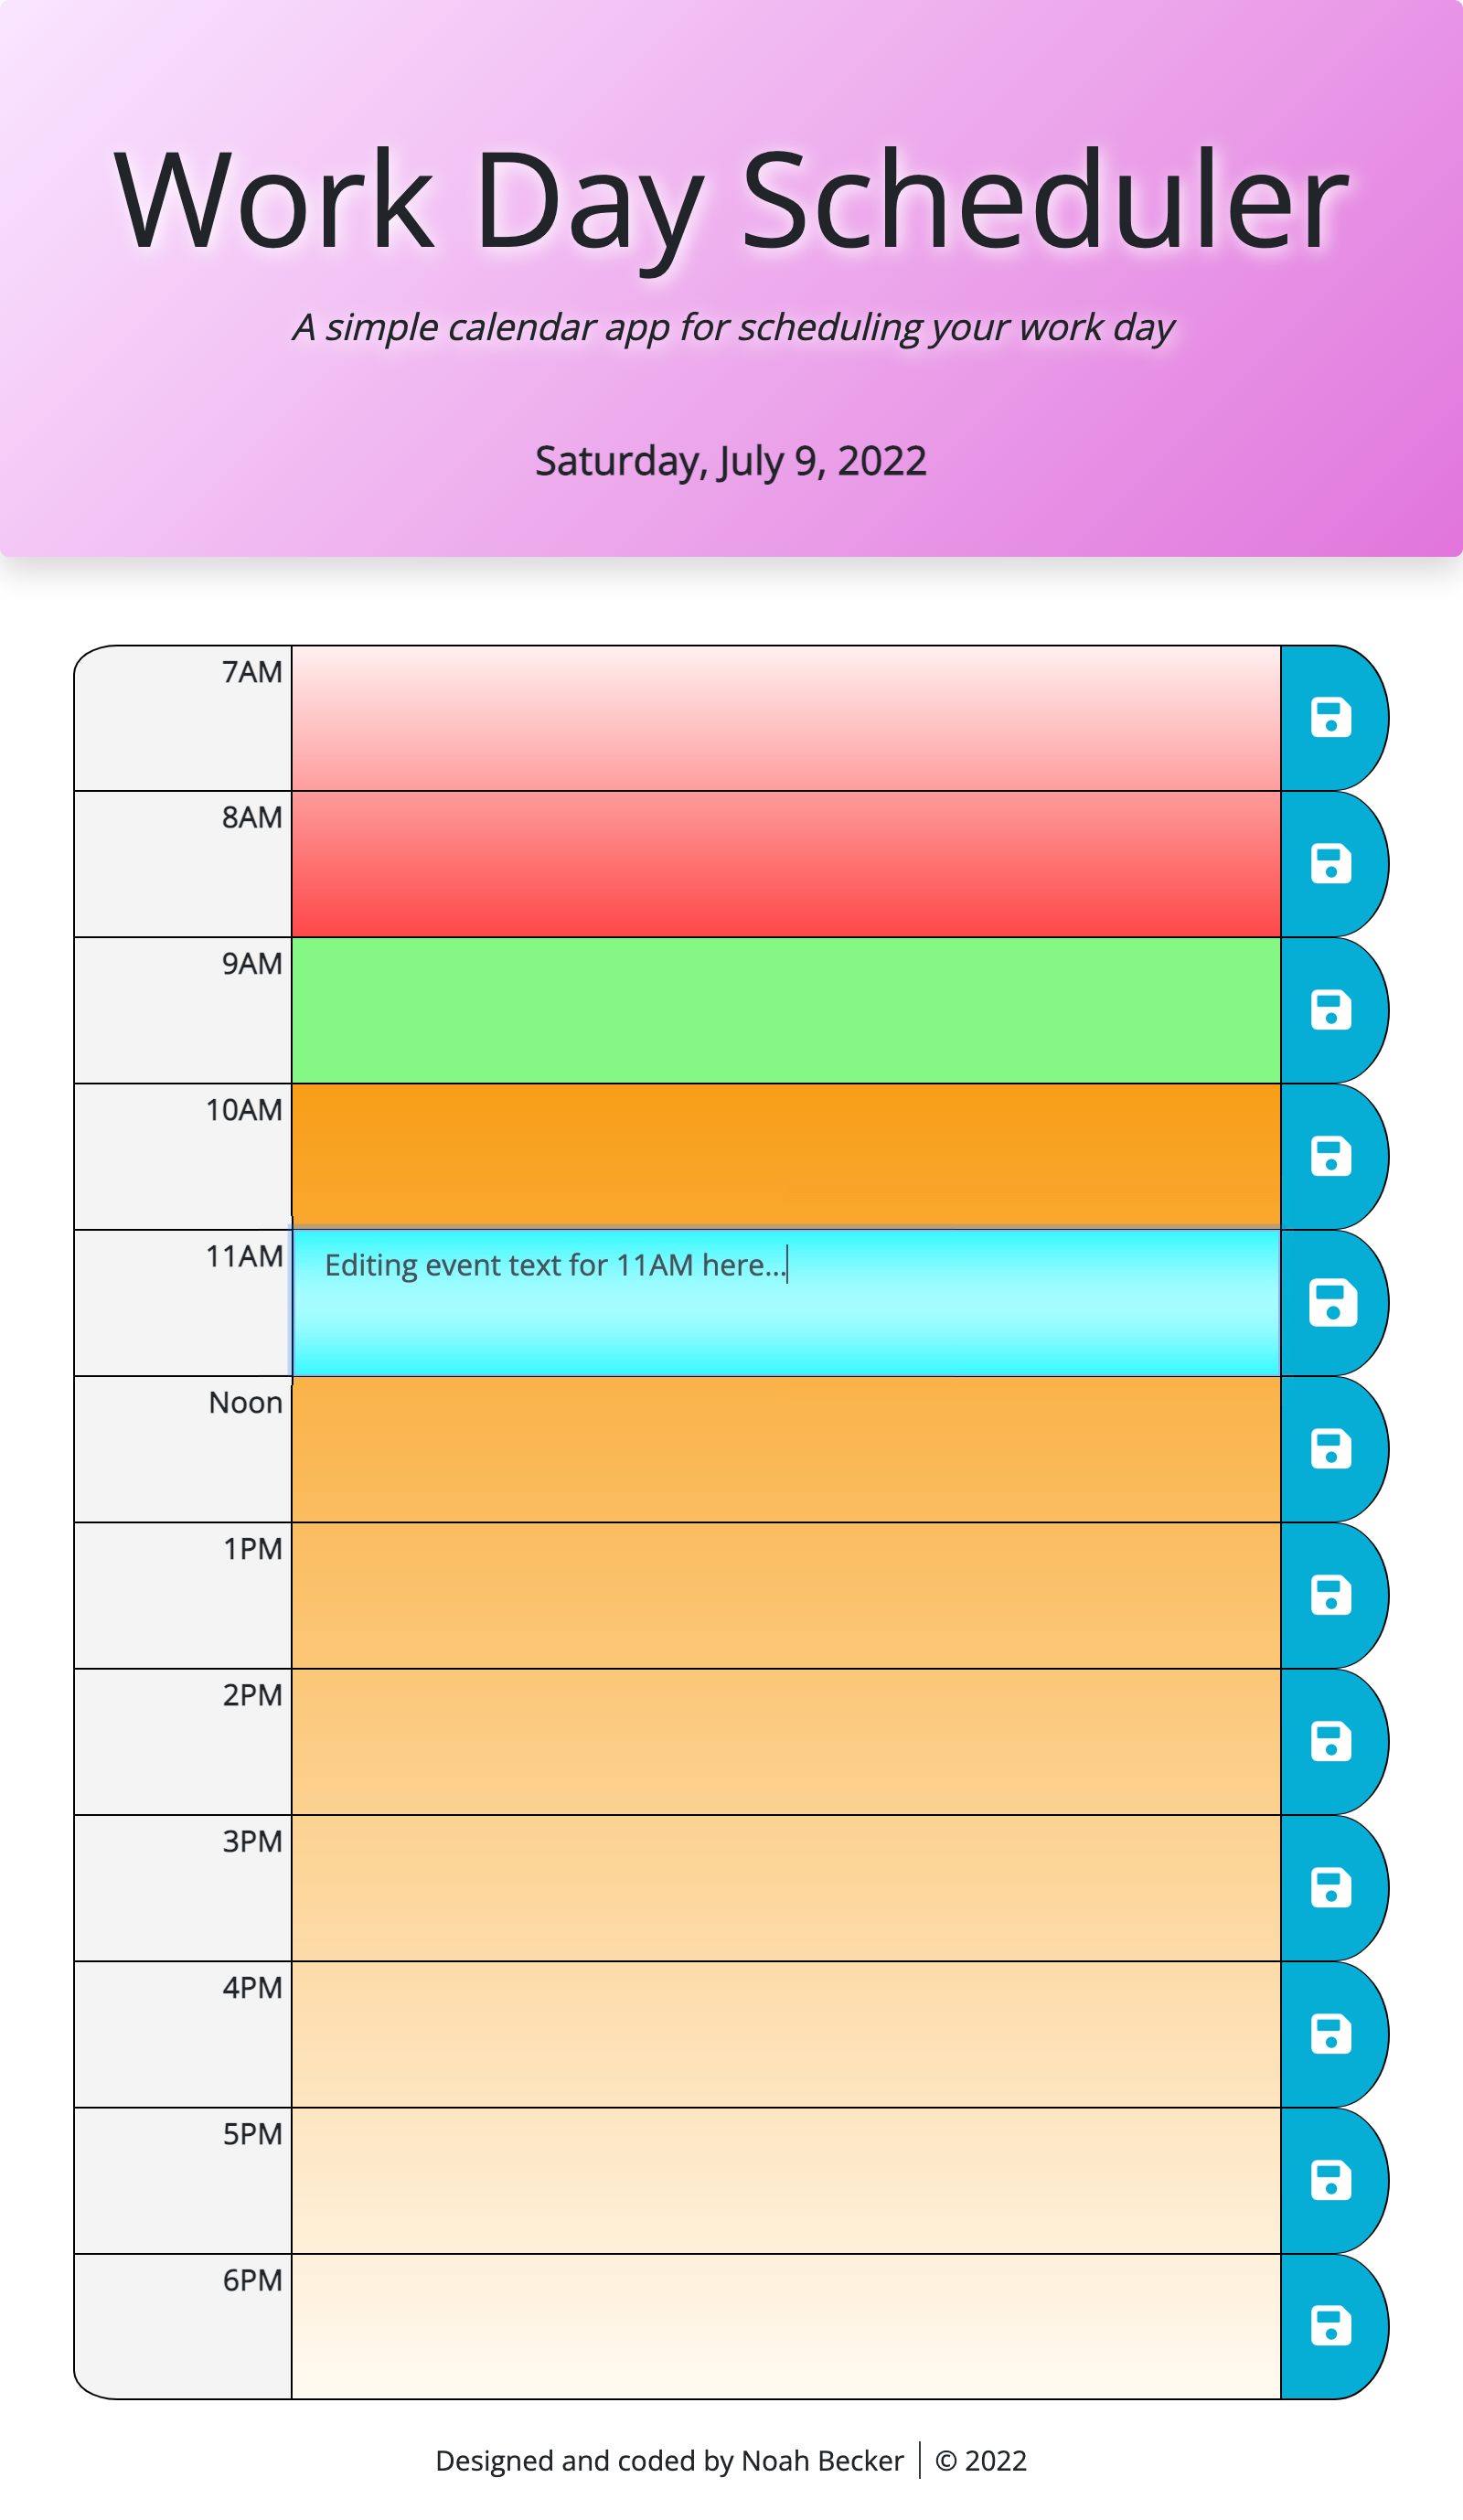 Work Day Scheduler
A simple calendar app for scheduling your work day
Saturday, July 9, 2022
7AM
8AM
9AM
10AM
11AM Editing event text for 11AM here...
Noon
1PM
2PM
3PM
4PM
5PM
6PM
Designed and coded by Noah Becker | © 2022